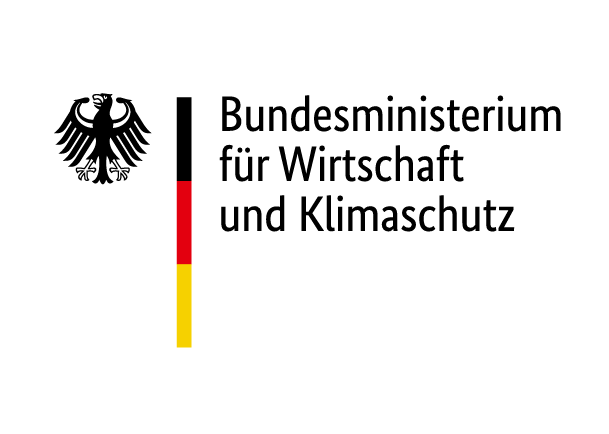 Bundesministerium
für Wirtschaft
und Klimaschutz